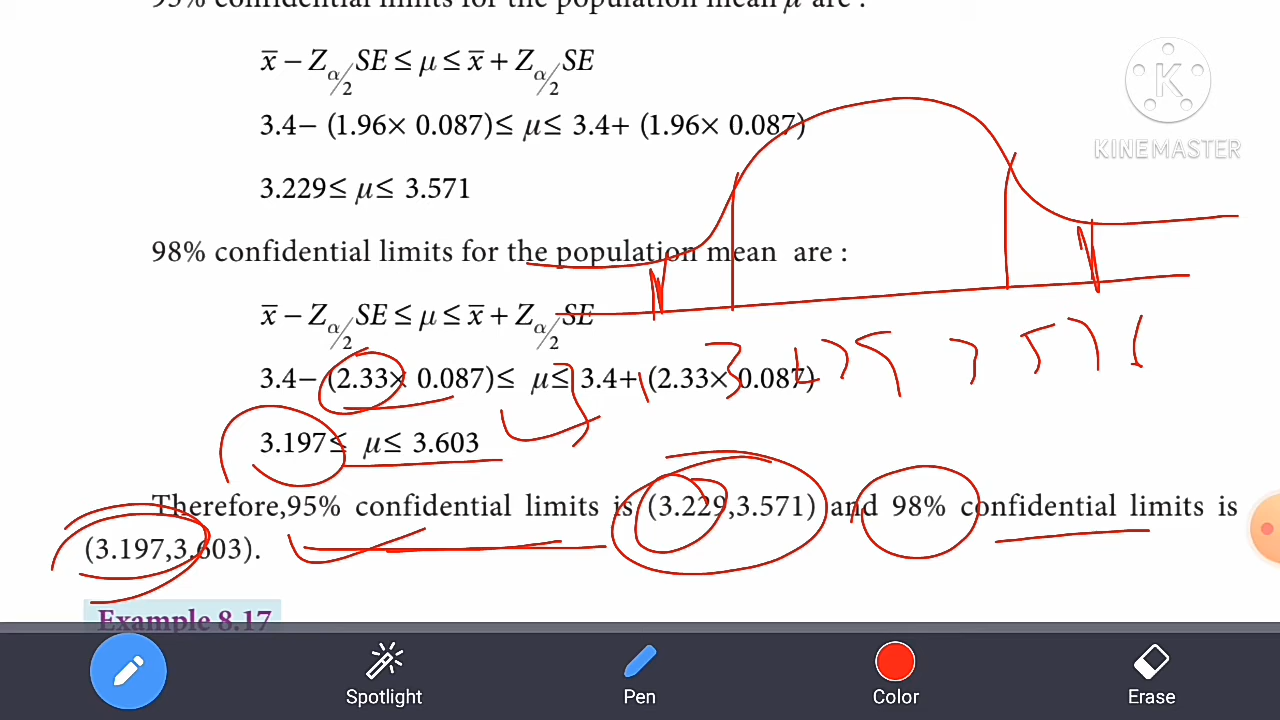 95% confidential limits for the population mean μ are :
x̅ − Z_{α/2} SE ≤ μ ≤ x̅ + Z_{α/2} SE
3.4− (1.96× 0.087)≤ μ≤ 3.4+ (1.96× 0.087)
KINEMASTER
3.229≤ μ≤ 3.571
98% confidential limits for the population mean are :
x̅ − Z_{α/2} SE ≤ μ ≤ x̅ + Z_{α/2} SE
3.4− (2.33× 0.087)≤ μ≤ 3.4+ (2.33× 0.087)
3.197≤ μ≤ 3.603
Therefore,95% confidential limits is (3.229,3.571) and 98% confidential limits is
(3.197,3.603).
Example 8.17
Spotlight Pen Color Erase